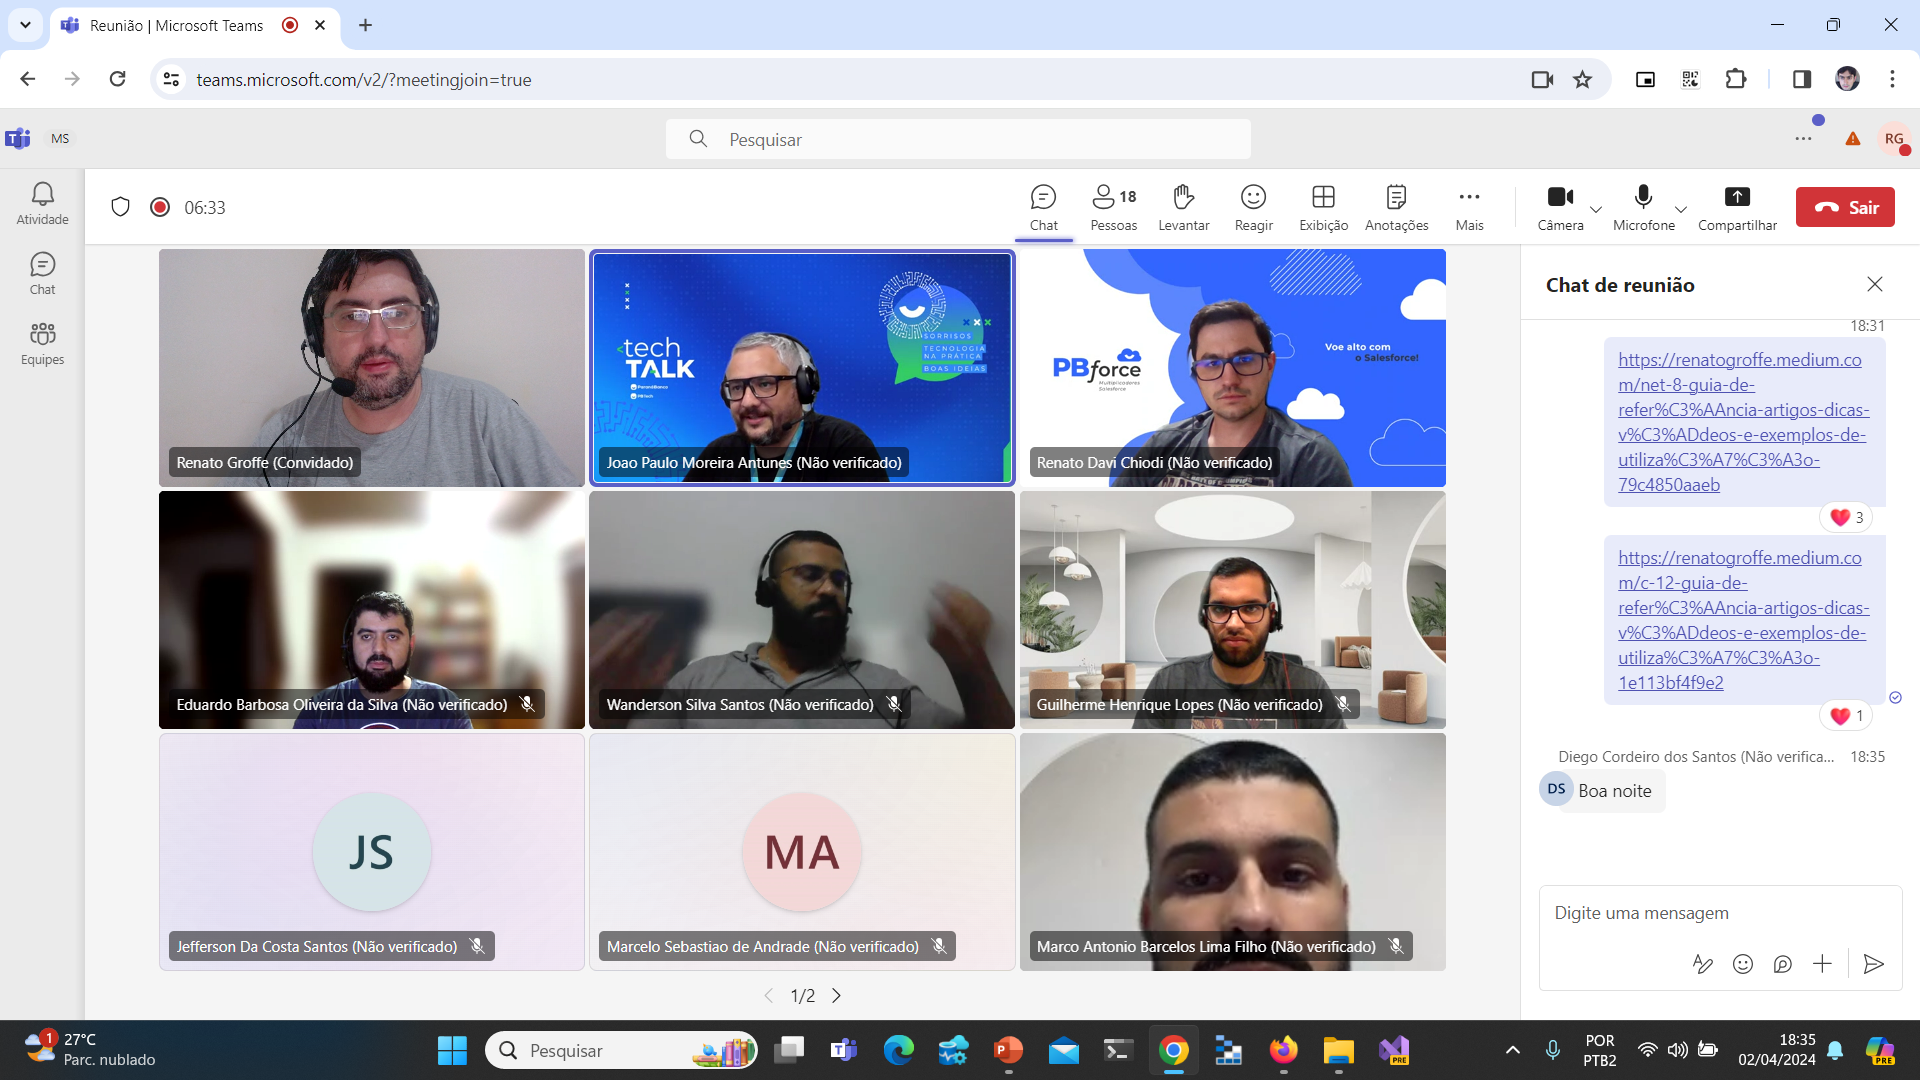 Reunião | Microsoft Teams
teams.microsoft.com/v2/?meetingjoin=true
MS
Pesquisar
RG
Atividade
Chat
Equipes
06:33
Chat
18
Pessoas
Levantar
Reagir
Exibição
Anotações
Mais
Câmera
Microfone
Compartilhar
Sair
Renato Groffe (Convidado)
<tech
TALK
ParanáBanco
PBtech
SORRISOS
TECNOLOGIA
NA PRÁTICA
BOAS IDEIAS
Joao Paulo Moreira Antunes (Não verificado)
PBforce
Multiplicadores
Salesforce
Voe alto com
o Salesforce!
Renato Davi Chiodi (Não verificado)
Eduardo Barbosa Oliveira da Silva (Não verificado)
Wanderson Silva Santos (Não verificado)
Guilherme Henrique Lopes (Não verificado)
JS
Jefferson Da Costa Santos (Não verificado)
MA
Marcelo Sebastiao de Andrade (Não verificado)
Marco Antonio Barcelos Lima Filho (Não verificado)
1/2
Chat de reunião
18:31
https://renatogroffe.medium.co
m/net-8-guia-de-
refer%C3%AAncia-artigos-dicas-
v%C3%ADdeos-e-exemplos-de-
utiliza%C3%A7%C3%A3o-
79c4850aaeb
3
https://renatogroffe.medium.co
m/c-12-guia-de-
refer%C3%AAncia-artigos-dicas-
v%C3%ADdeos-e-exemplos-de-
utiliza%C3%A7%C3%A3o-
1e113bf4f9e2
1
Diego Cordeiro dos Santos (Não verifica... 18:35
DS
Boa noite
Digite uma mensagem
1
27°C
Parc. nublado
Pesquisar
PRE
POR
PTB2
18:35
02/04/2024
PRE